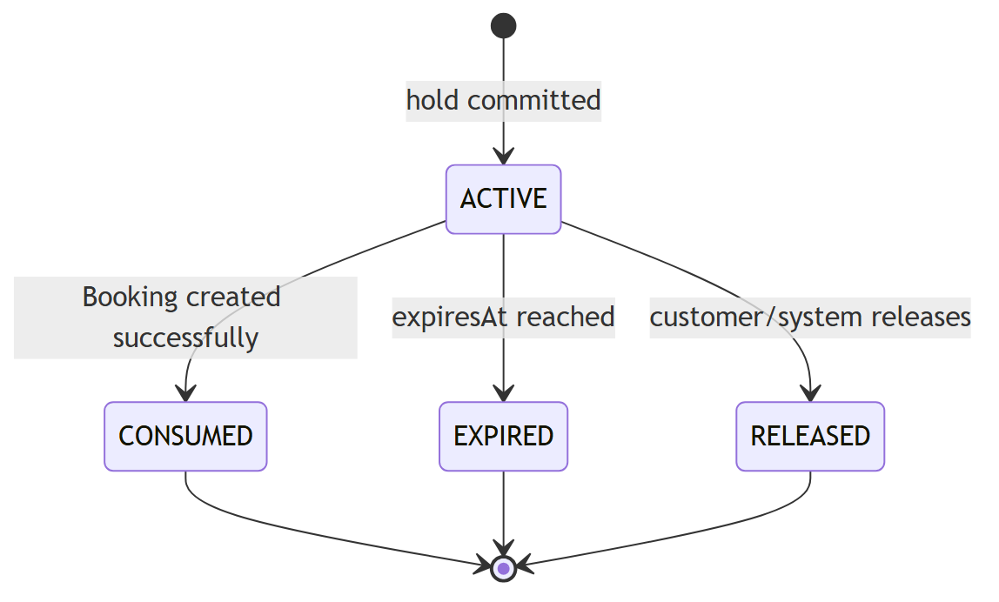 hold committed
ACTIVE
Booking created
successfully
expiresAt reached
customer/system releases
CONSUMED
EXPIRED
RELEASED